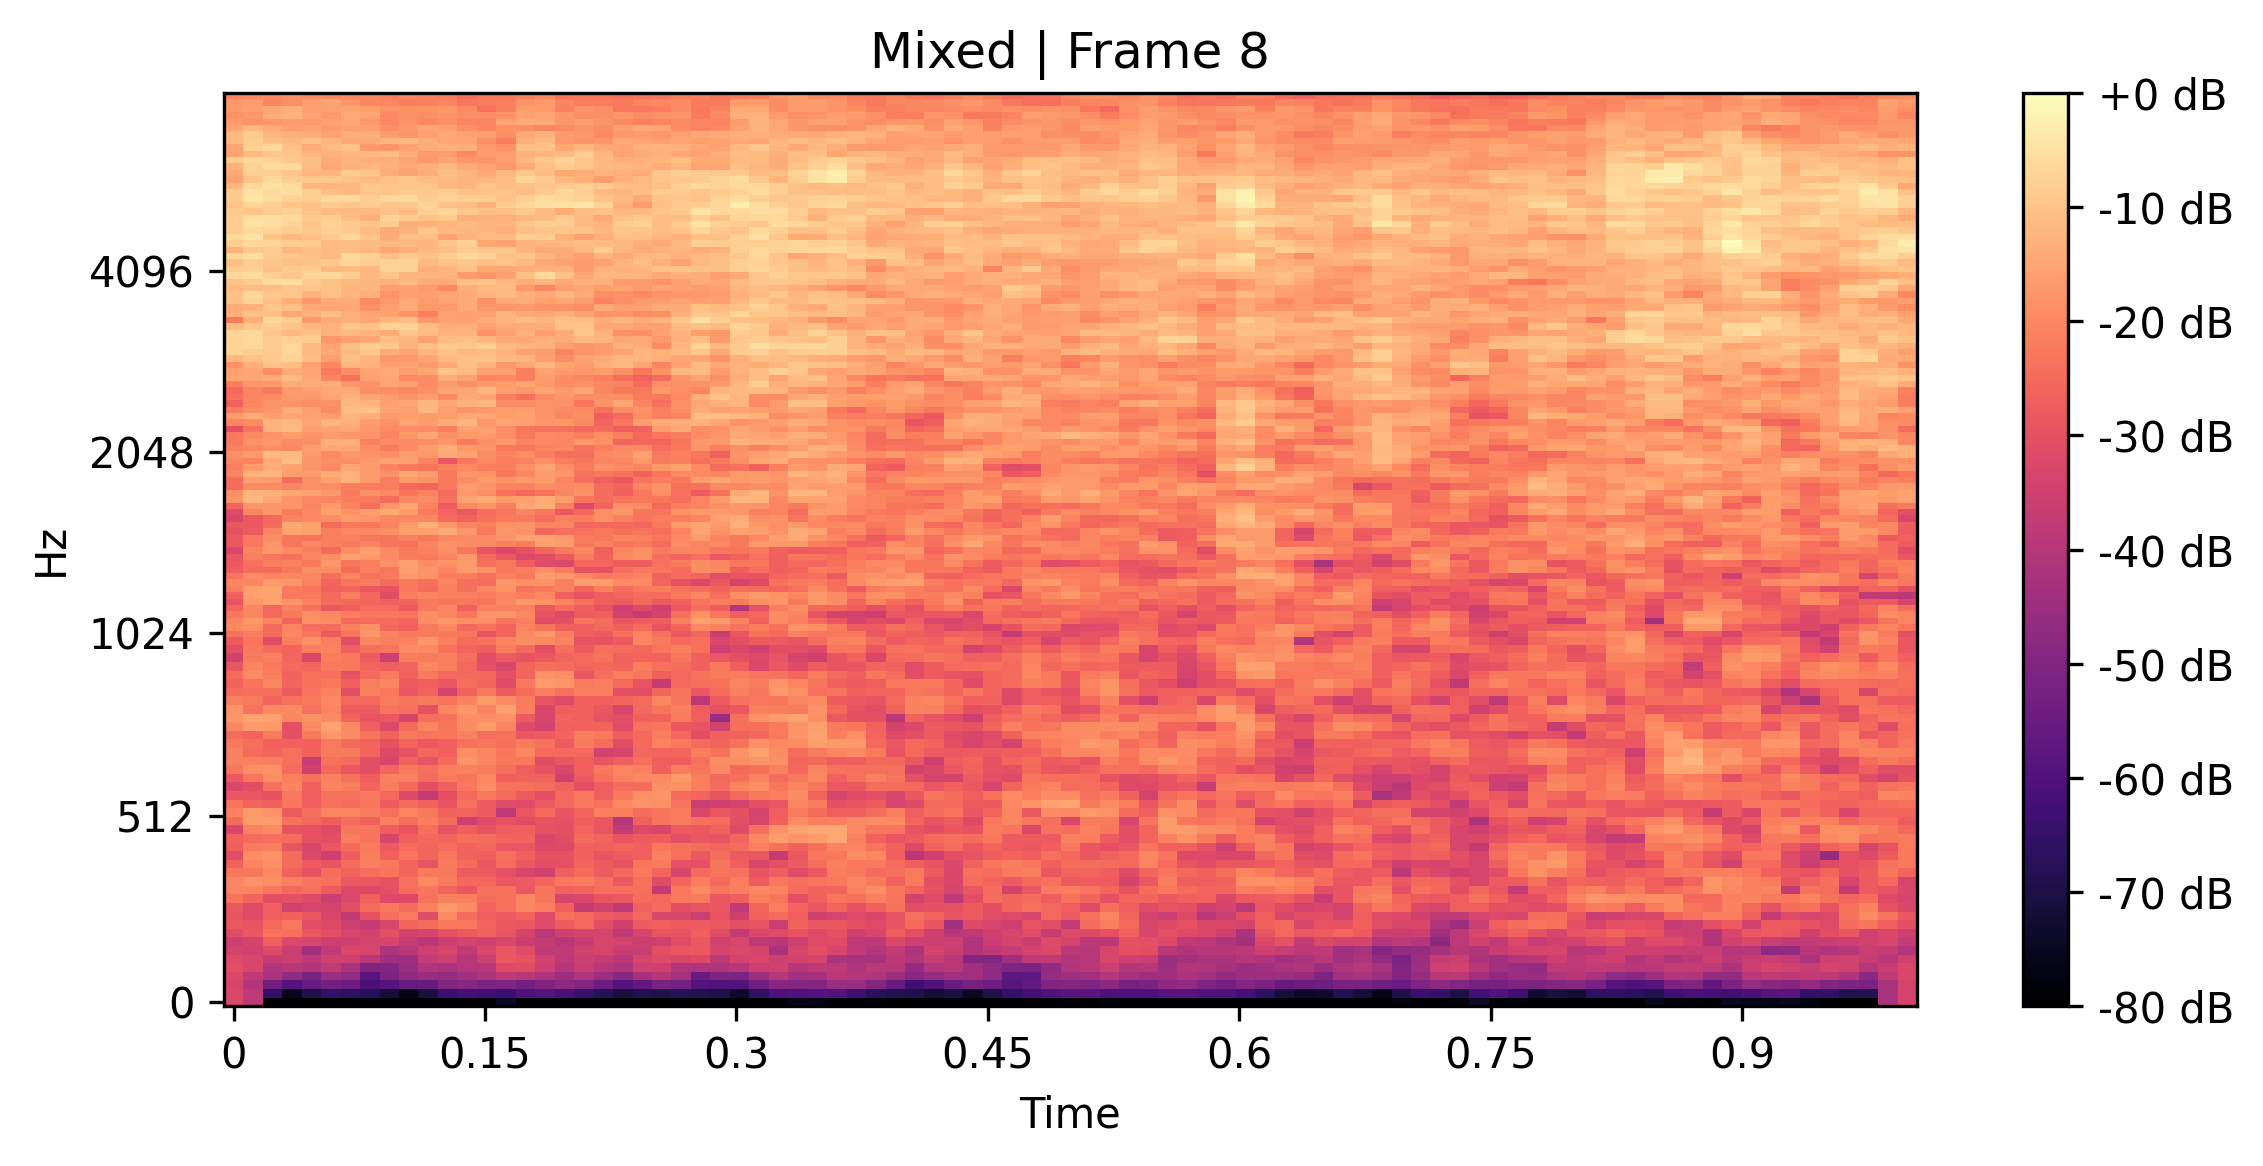 Mixed | Frame 8
+0 dB
-10 dB
-20 dB
-30 dB
-40 dB
-50 dB
-60 dB
-70 dB
-80 dB
4096
2048
1024
512
0
Hz
0 0.15 0.3 0.45 0.6 0.75 0.9
Time